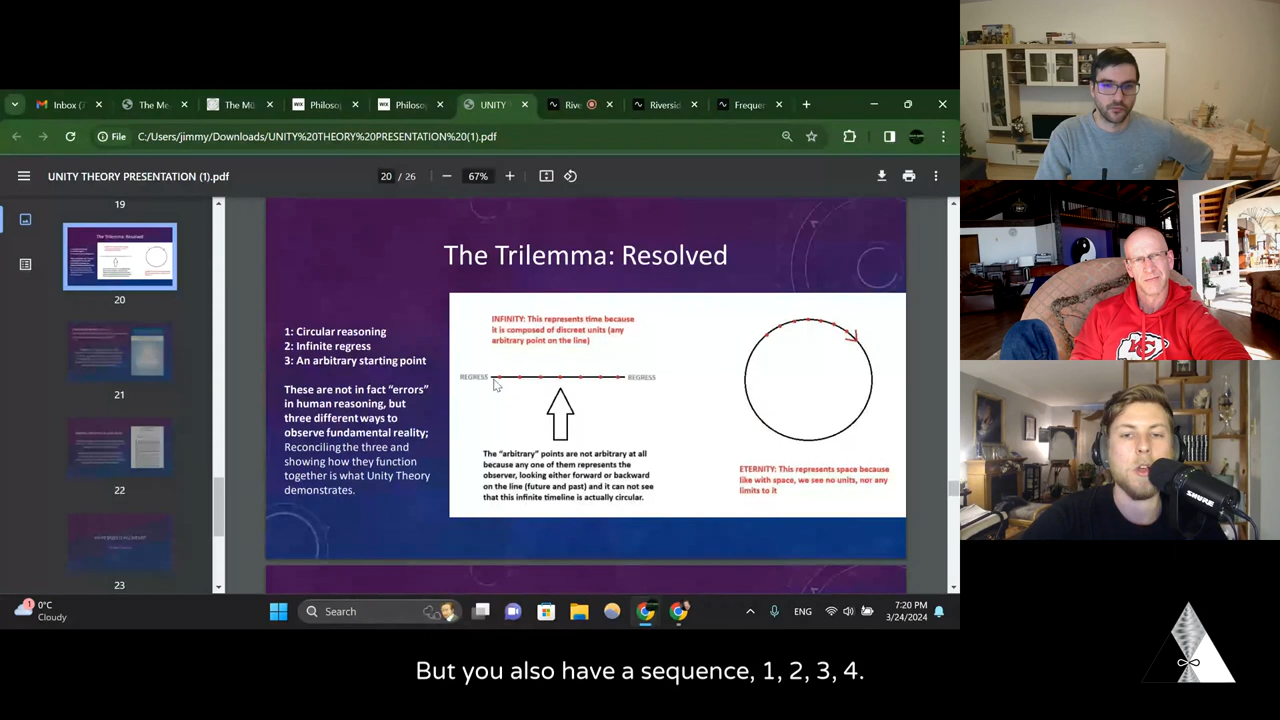 Inbox (7
The Me
The Mü
Philosop
Philosop
UNITY
Rive
Riversid
Frequer
File
C:/Users/jimmy/Downloads/UNITY%20THEORY%20PRESENTATION%20(1).pdf
UNITY THEORY PRESENTATION (1).pdf
20 / 26
67%
19
20
21
22
23
The Trilemma: Resolved
1: Circular reasoning
2: Infinite regress
3: An arbitrary starting point
These are not in fact “errors”
in human reasoning, but
three different ways to
observe fundamental reality;
Reconciling the three and
showing how they function
together is what Unity Theory
demonstrates.
INFINITY: This represents time because
it is composed of discreet units (any
arbitrary point on the line)
REGRESS
REGRESS
The “arbitrary” points are not arbitrary at all
because any one of them represents the
observer, looking either forward or backward
on the line (future and past) and it can not see
that this infinite timeline is actually circular.
ETERNITY: This represents space because
like with space, we see no units, nor any
limits to it
CHIEFS
SHURE
1
0°C
Cloudy
Search
ENG
7:20 PM
3/24/2024
But you also have a sequence, 1, 2, 3, 4.